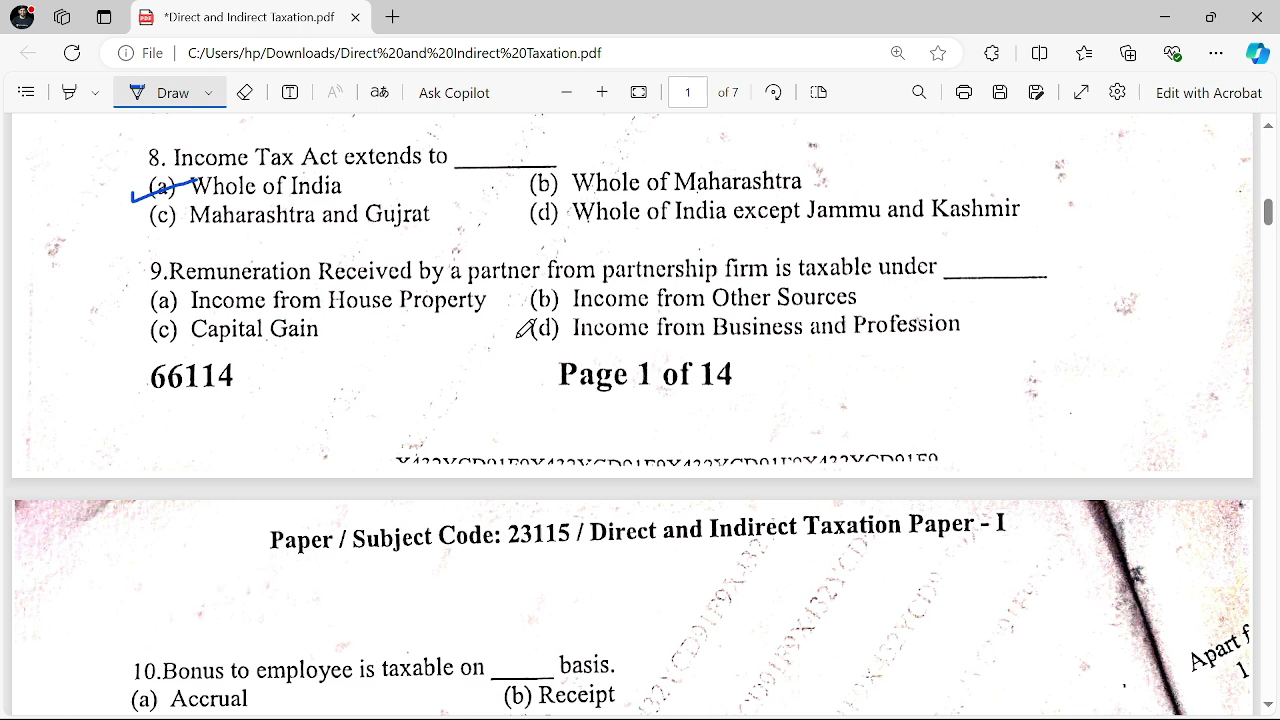 *Direct and Indirect Taxation.pdf
File
C:/Users/hp/Downloads/Direct%20and%20Indirect%20Taxation.pdf
Draw
Ask Copilot
1 of 7
Edit with Acrobat
8. Income Tax Act extends to ________
(a) Whole of India (b) Whole of Maharashtra
(c) Maharashtra and Gujrat (d) Whole of India except Jammu and Kashmir
9.Remuneration Received by a partner from partnership firm is taxable under ________
(a) Income from House Property (b) Income from Other Sources
(c) Capital Gain (d) Income from Business and Profession
66114 Page 1 of 14
Paper / Subject Code: 23115 / Direct and Indirect Taxation Paper - I
Apart f
1
10.Bonus to employee is taxable on _____ basis.
(a) Accrual (b) Receipt